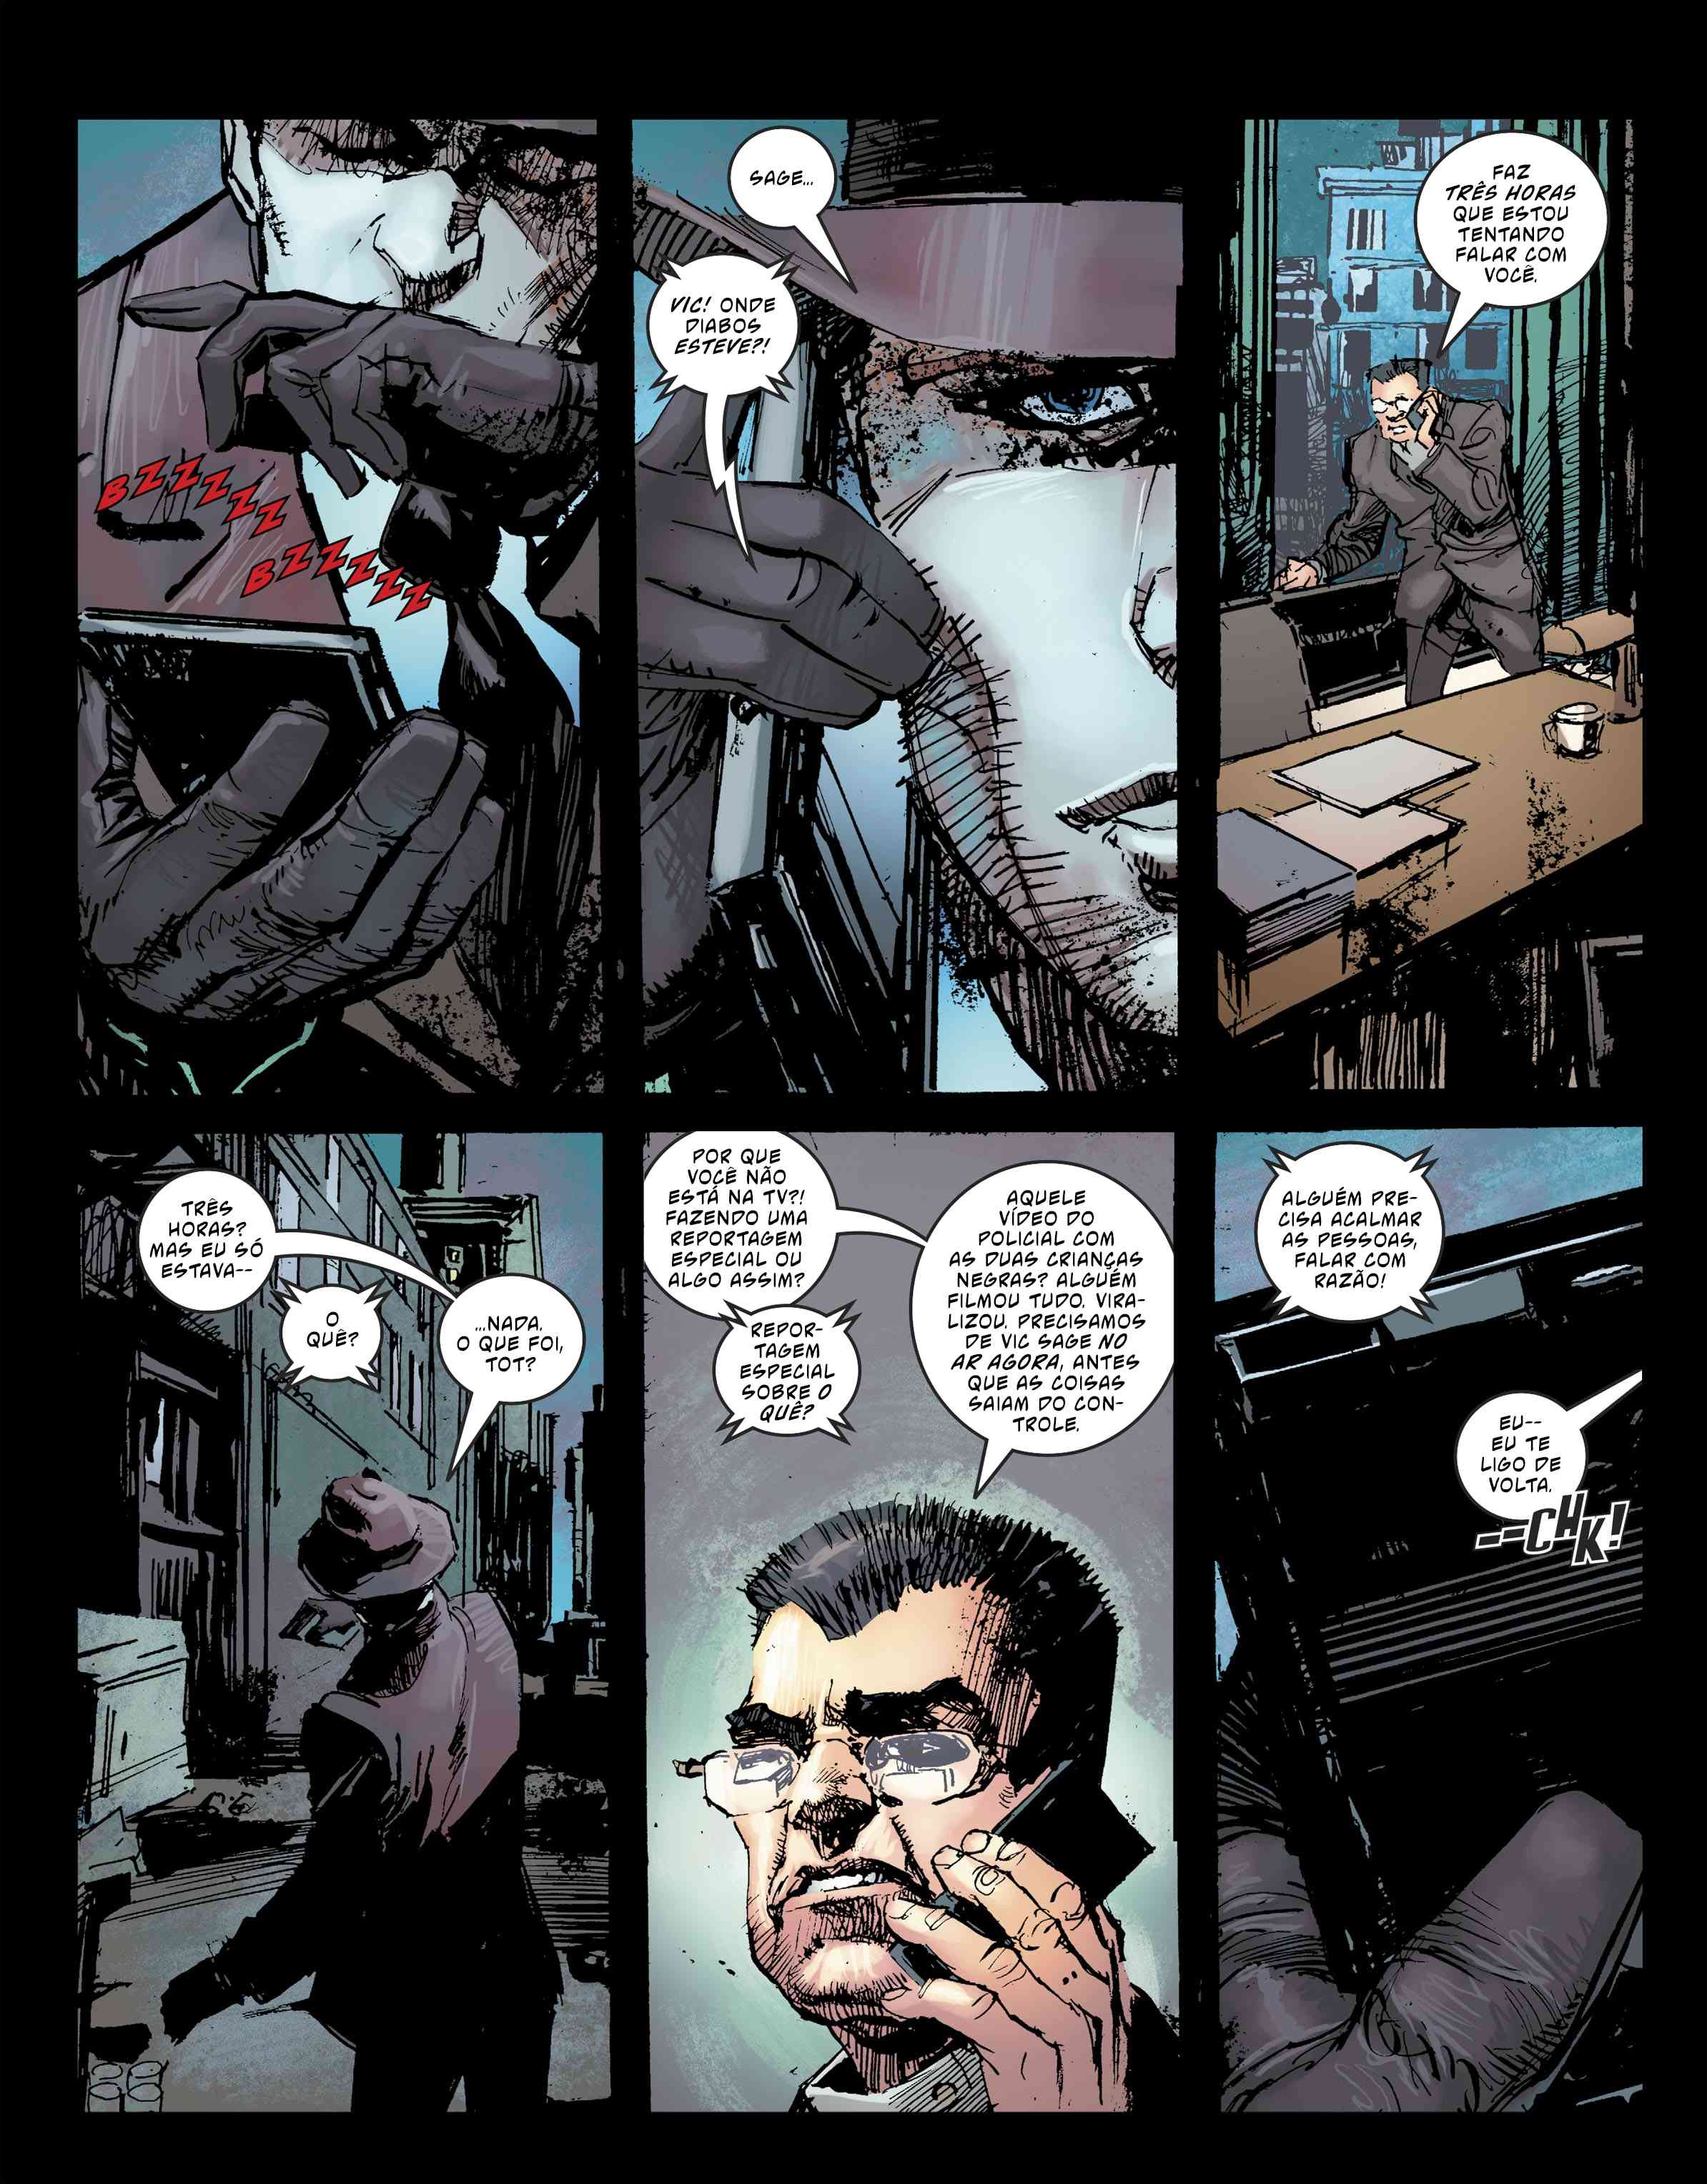 BZZZZZZ
BZZZZZZ
SAGE...
VIC! ONDE
DIABOS
ESTEVE?!
FAZ
TRÊS HORAS
QUE ESTOU
TENTANDO
FALAR COM
VOCÊ.
TRÊS
HORAS?
MAS EU SÓ
ESTAVA--
O
QUÊ?
...NADA.
O QUE FOI,
TOT?
POR QUE
VOCÊ NÃO
ESTÁ NA TV?!
FAZENDO UMA
REPORTAGEM
ESPECIAL OU
ALGO ASSIM?
REPOR-
TAGEM
ESPECIAL
SOBRE O
QUÊ?
AQUELE
VÍDEO DO
POLICIAL COM
AS DUAS CRIANÇAS
NEGRAS? ALGUÉM
FILMOU TUDO. VIRA-
LIZOU. PRECISAMOS
DE VIC SAGE NO
AR AGORA, ANTES
QUE AS COISAS
SAIAM DO CON-
TROLE.
ALGUÉM PRE-
CISA ACALMAR
AS PESSOAS,
FALAR COM
RAZÃO!
EU--
EU TE
LIGO DE
VOLTA.
--=CHK!